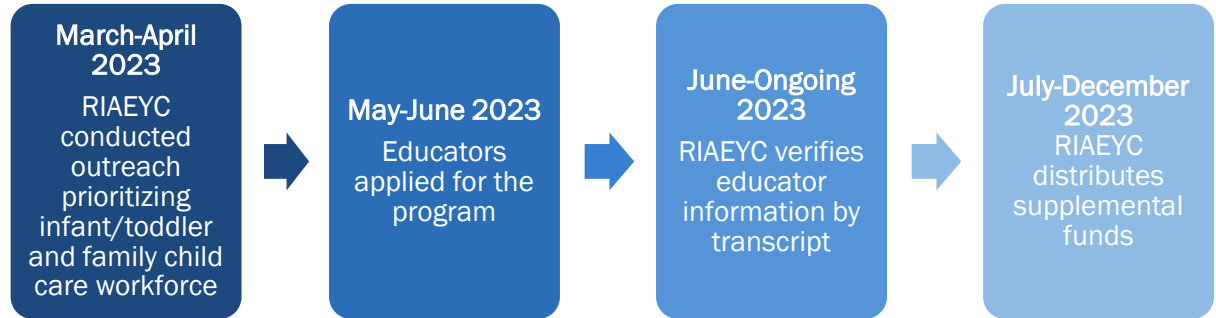 March-April
2023
RIAEYC
conducted
outreach
prioritizing
infant/toddler
and family child
care workforce
May-June 2023
Educators
applied for the
program
June-Ongoing
2023
RIAEYC verifies
educator
information by
transcript
July-December
2023
RIAEYC
distributes
supplemental
funds